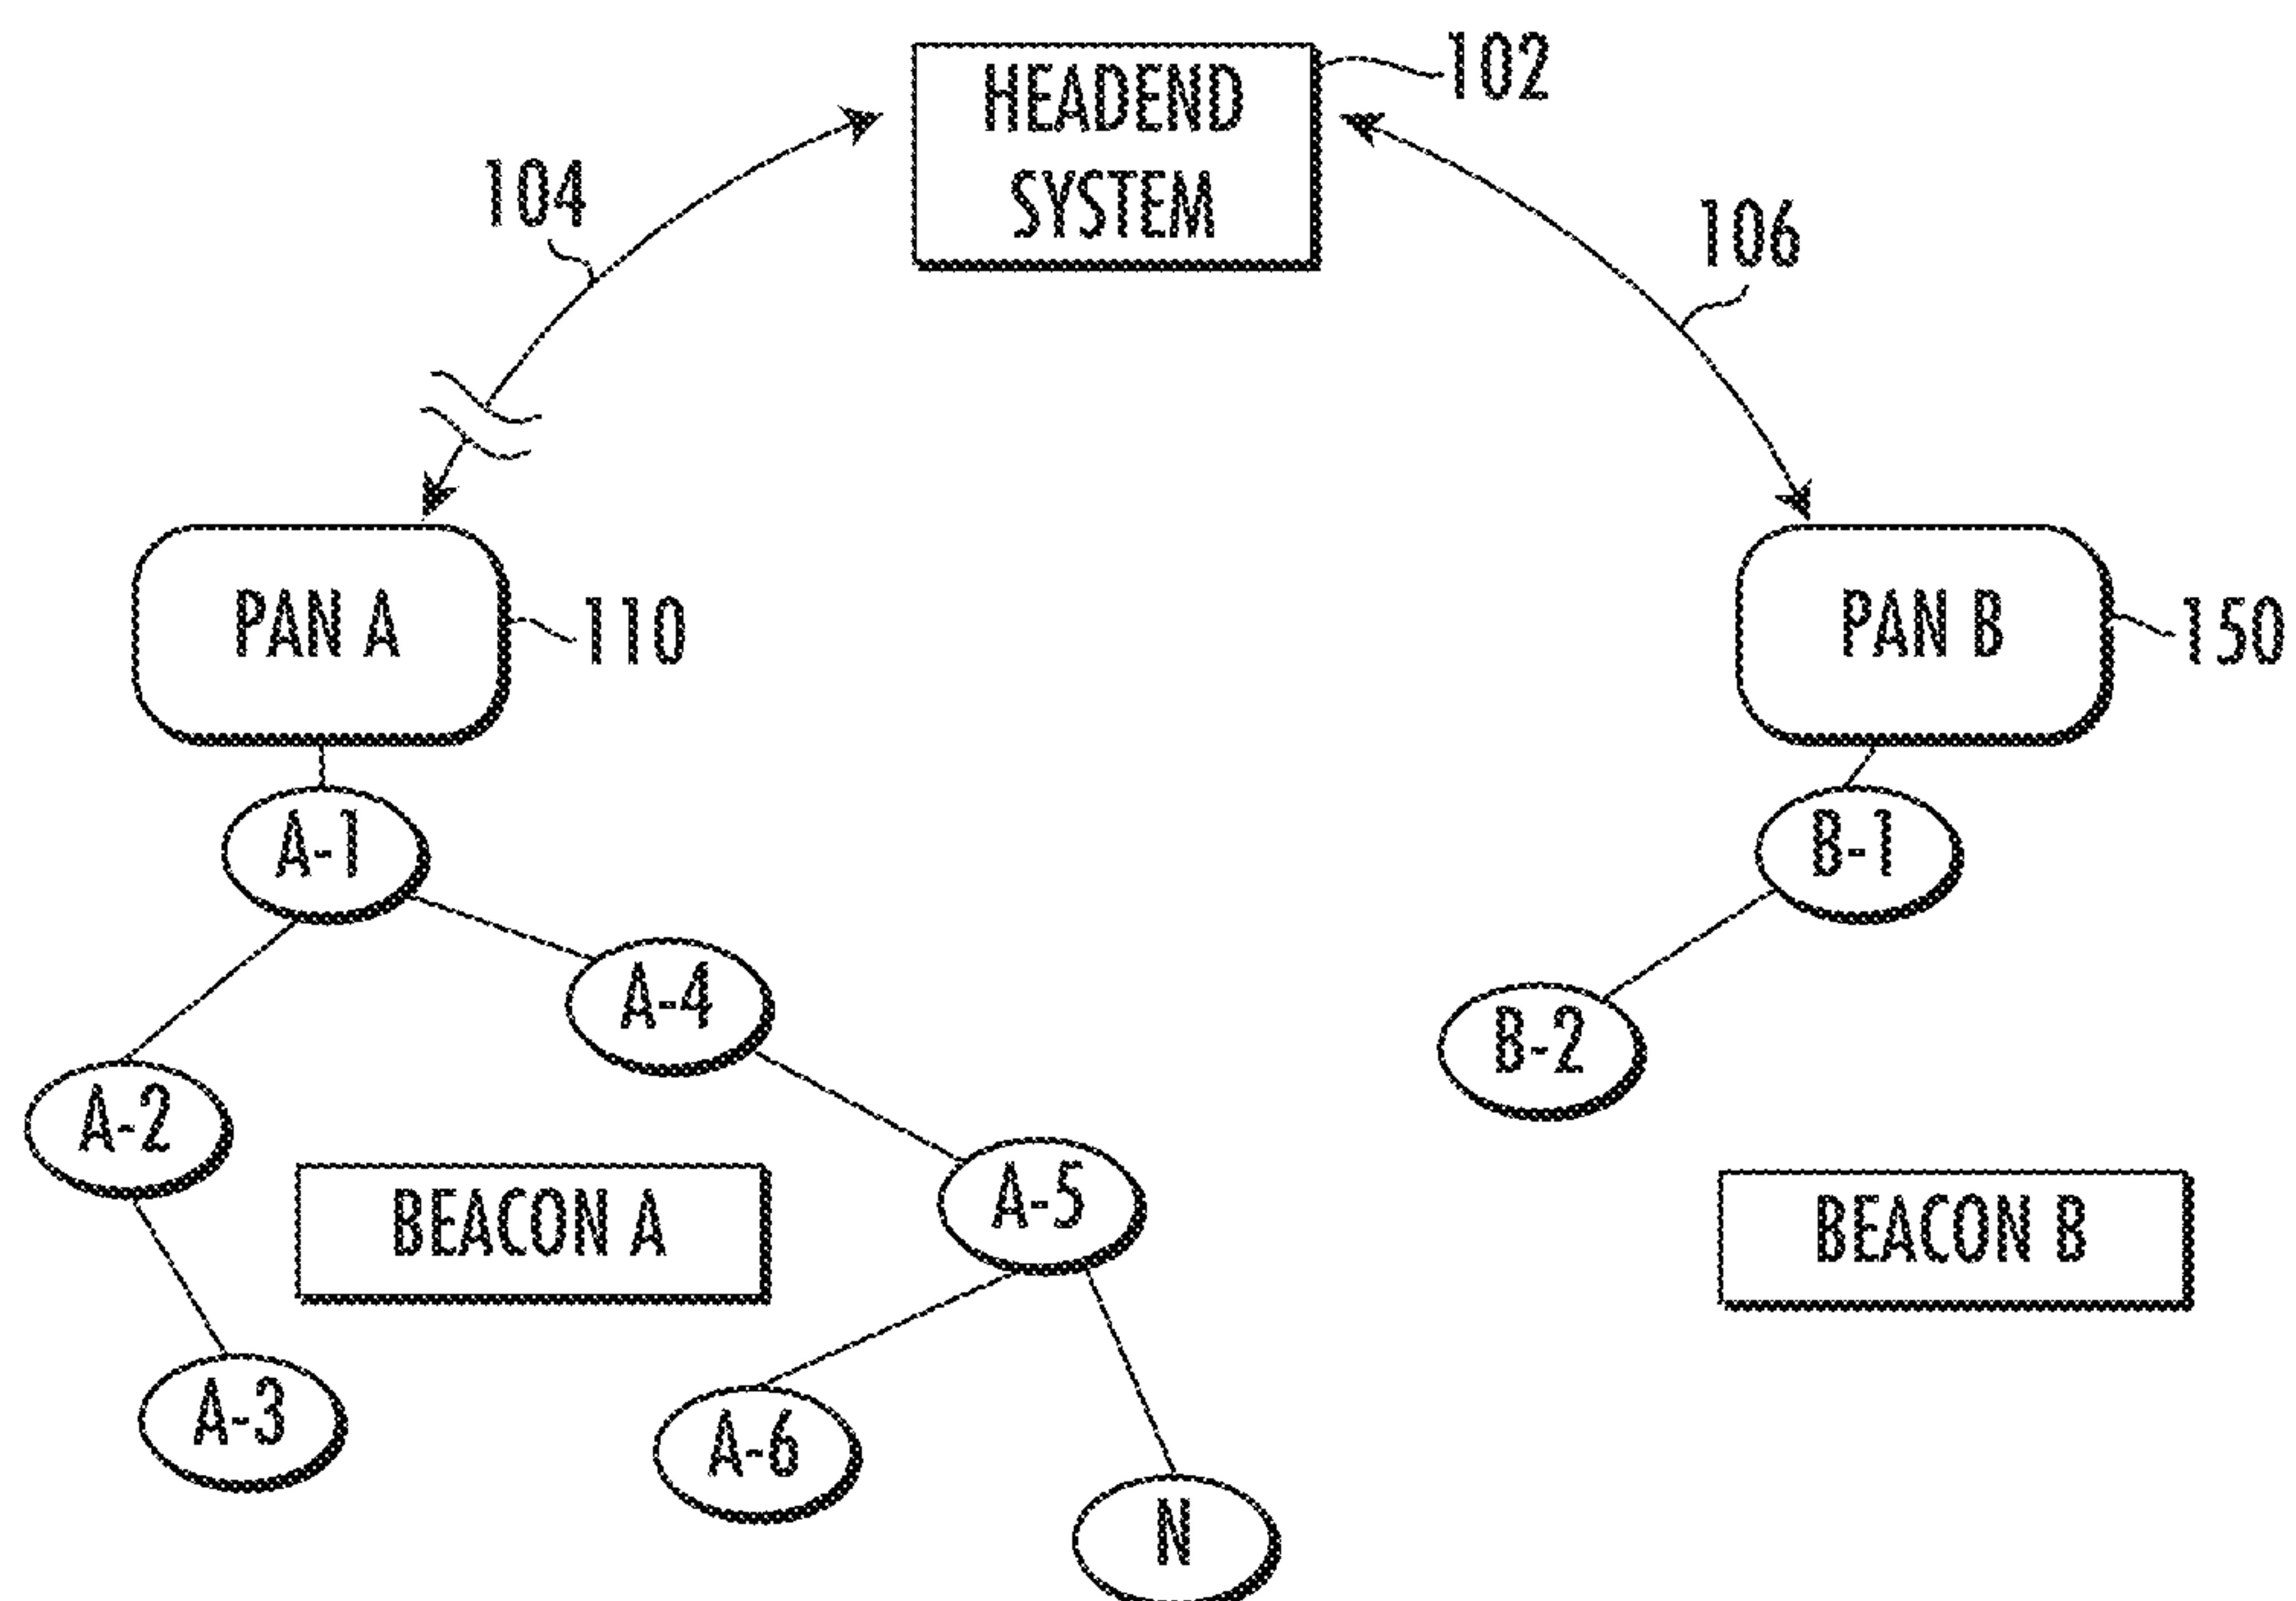 HEADEND
SYSTEM
102
104
106
PAN A
110
PAN B
150
A-1
B-1
A-4
B-2
A-2
A-5
BEACON A
BEACON B
A-3
A-6
N